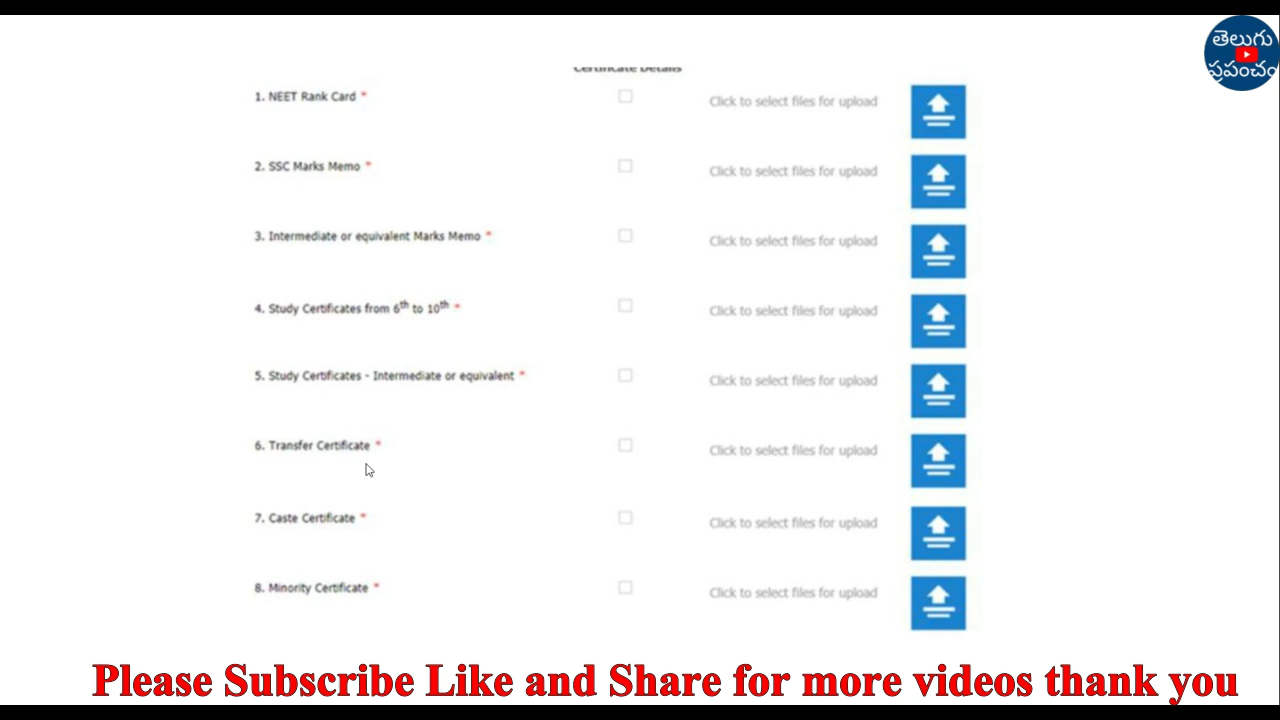 తెలుగు
ప్రపంచం
Certificate Details
1. NEET Rank Card *
Click to select files for upload
2. SSC Marks Memo *
Click to select files for upload
3. Intermediate or equivalent Marks Memo *
Click to select files for upload
4. Study Certificates from 6th to 10th *
Click to select files for upload
5. Study Certificates - Intermediate or equivalent *
Click to select files for upload
6. Transfer Certificate *
Click to select files for upload
7. Caste Certificate *
Click to select files for upload
8. Minority Certificate *
Click to select files for upload
Please Subscribe Like and Share for more videos thank you